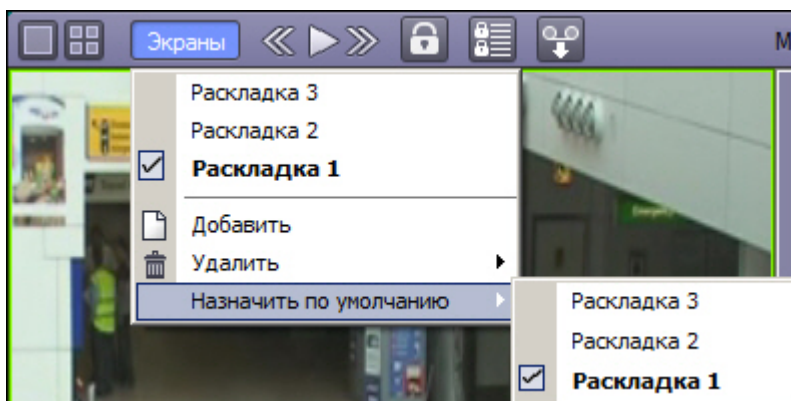 Экраны
М
Раскладка 3
Раскладка 2
Раскладка 1
Добавить
Удалить
Назначить по умолчанию
Раскладка 3
Раскладка 2
Раскладка 1